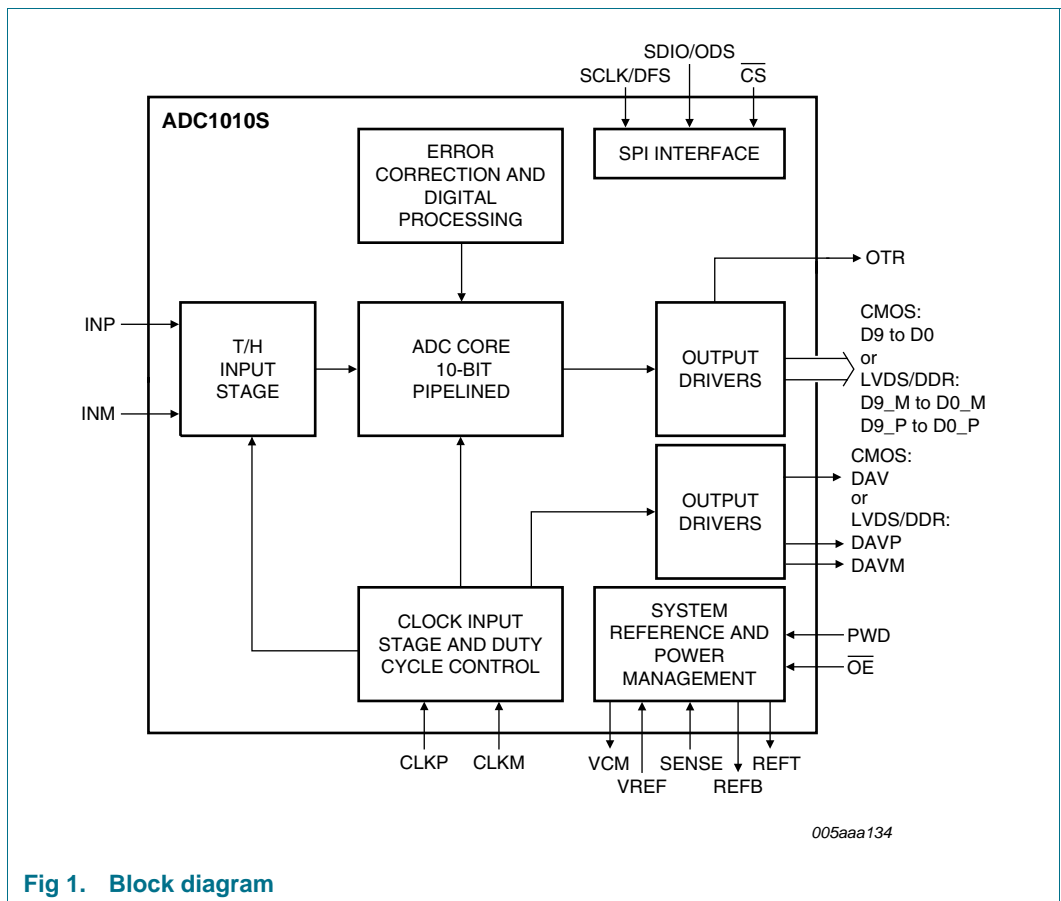 SDIO/ODS
SCLK/DFS
CS
ADC1010S
ERROR
CORRECTION AND
DIGITAL
PROCESSING
SPI INTERFACE
OTR
INP
INM
T/H
INPUT
STAGE
ADC CORE
10-BIT
PIPELINED
OUTPUT
DRIVERS
CMOS:
D9 to D0
or
LVDS/DDR:
D9_M to D0_M
D9_P to D0_P
OUTPUT
DRIVERS
CMOS:
DAV
or
LVDS/DDR:
DAVP
DAVM
CLOCK INPUT
STAGE AND DUTY
CYCLE CONTROL
SYSTEM
REFERENCE AND
POWER
MANAGEMENT
PWD
OE
CLKP CLKM
VCM SENSE REFT
VREF REFB
005aaa134
Fig 1. Block diagram